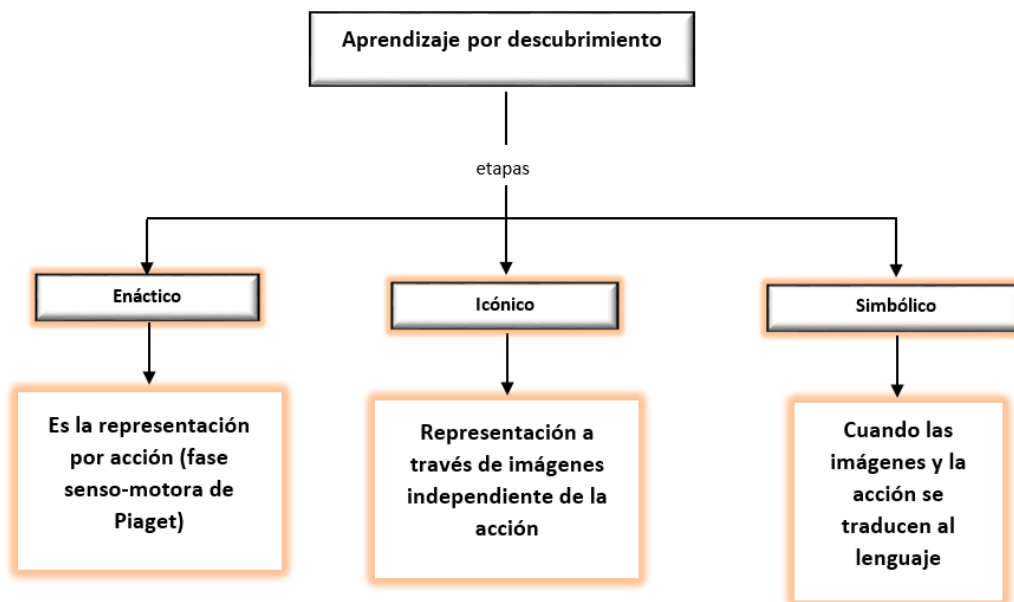 Aprendizaje por descubrimiento
etapas
Enáctico
Icónico
Simbólico
Es la representación
por acción (fase
senso-motora de
Piaget)
Representación a
través de imágenes
independiente de la
acción
Cuando las
imágenes y la
acción se
traducen al
lenguaje